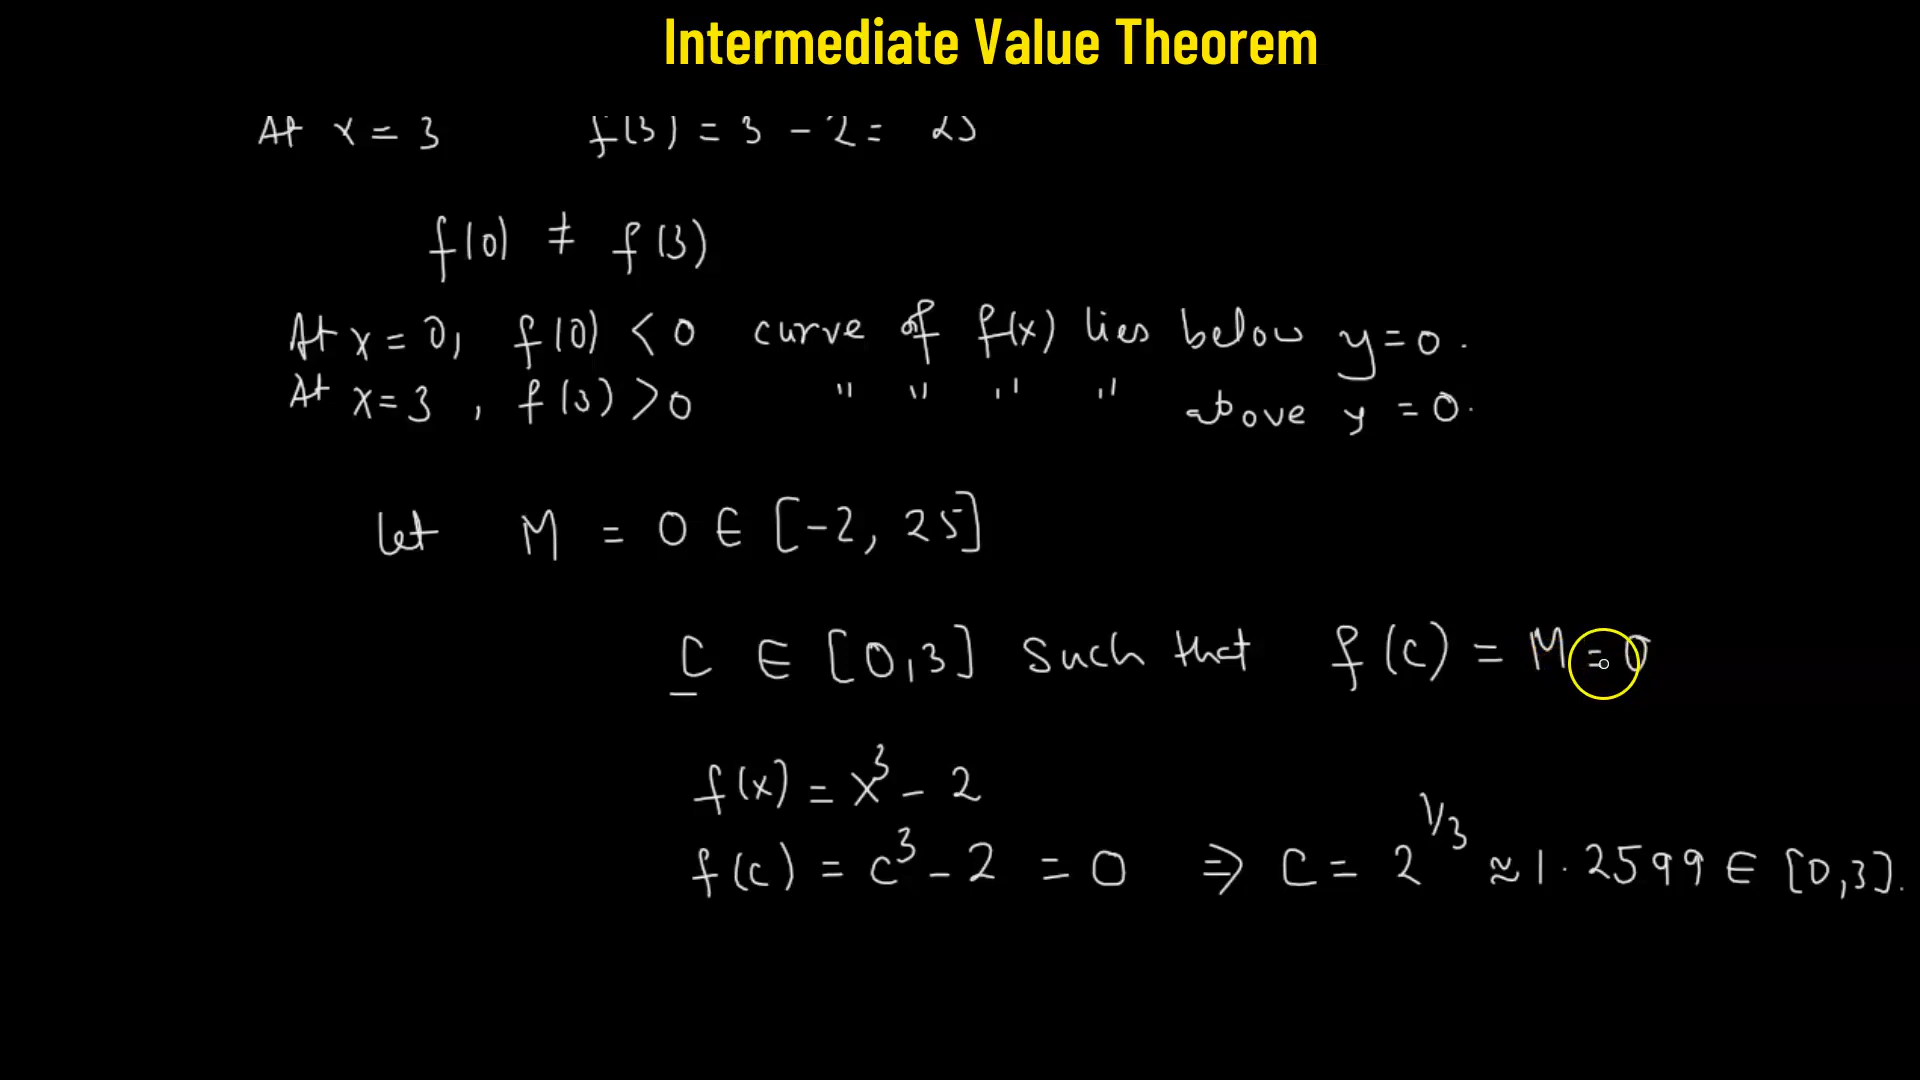 Intermediate Value Theorem
At x = 3 f(3) = 3 - 2 = 25
f(0) ≠ f(3)
At x = 0, f(0) < 0 curve of f(x) lies below y = 0.
At x = 3, f(3) > 0 " " " " above y = 0.
let M = 0 ∈ [-2, 25]
C ∈ [0,3] such that f(c) = M = 0
f(x) = x³ - 2
f(c) = c³ - 2 = 0 ⇒ C = 2^1/3 ≈ 1.2599 ∈ [0,3].